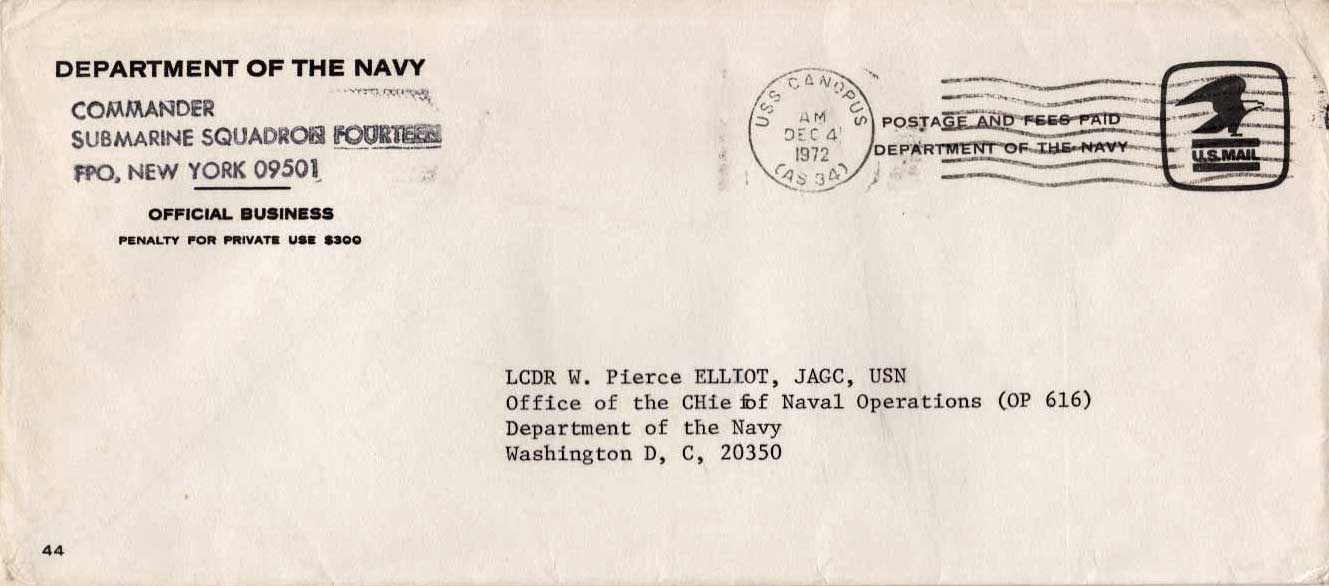 DEPARTMENT OF THE NAVY
COMMANDER
SUBMARINE SQUADRON FOURTEEN
FPO, NEW YORK 09501
OFFICIAL BUSINESS
PENALTY FOR PRIVATE USE $300
USS CANOPUS
AM
DEC 4
1972
(AS 34)
POSTAGE AND FEES PAID
DEPARTMENT OF THE NAVY
U.S.MAIL
LCDR W. Pierce ELLIOT, JAGC, USN
Office of the CHie fof Naval Operations (OP 616)
Department of the Navy
Washington D, C, 20350
44